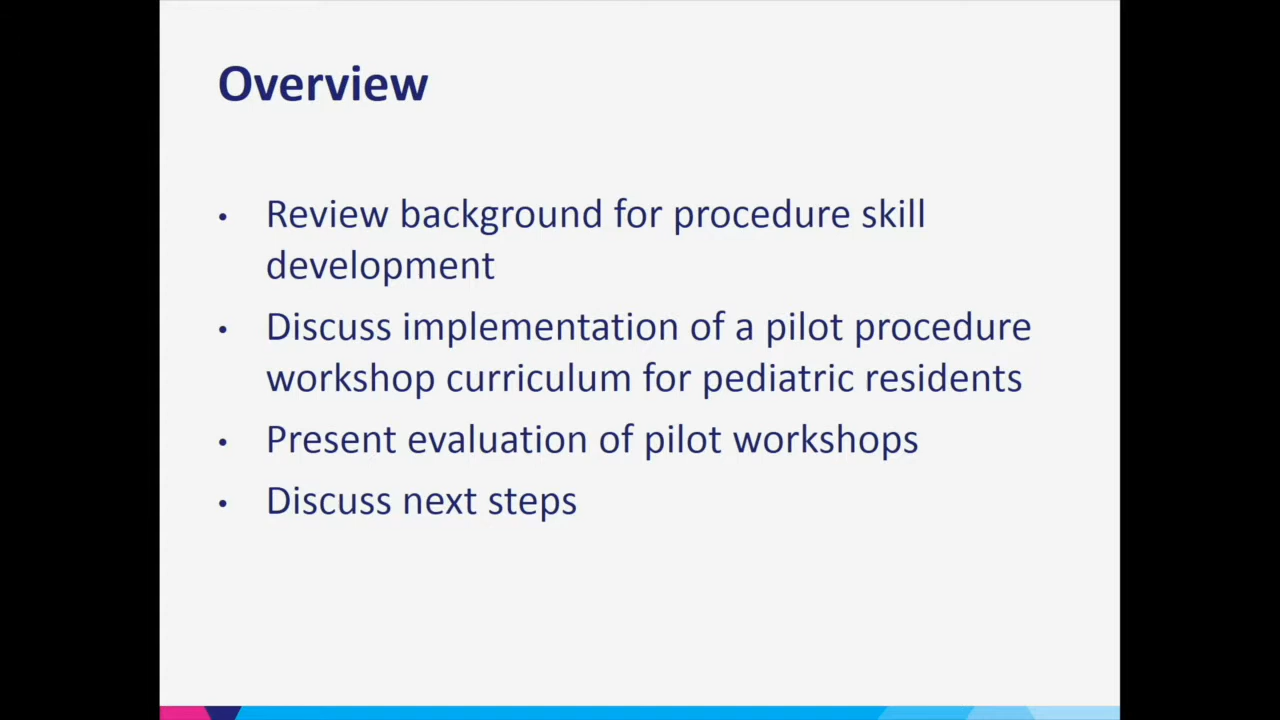 Overview
• Review background for procedure skill
development
• Discuss implementation of a pilot procedure
workshop curriculum for pediatric residents
• Present evaluation of pilot workshops
• Discuss next steps